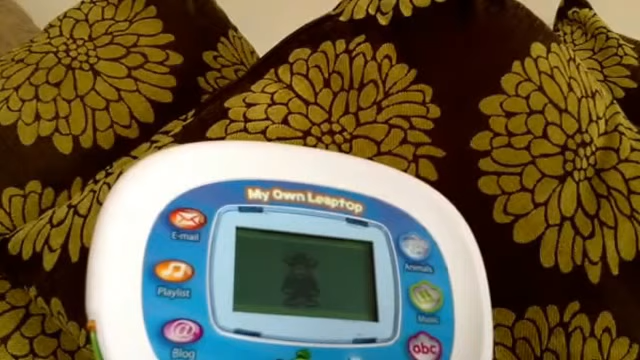 My Own Leaptop
E-mail
Animals
Playlist
Music
Blog
abc